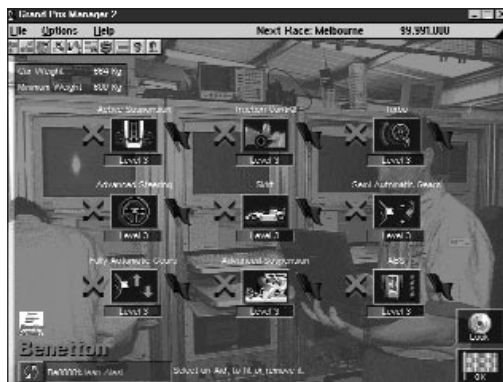 Grand Prix Manager 2
File Options Help Next Race: Melbourne 99.991.000
Car Weight 664 Kg
Minimum Weight 600 Kg
Active Suspension Traction Control Turbo
Level 3 Level 3 Level 3
Advanced Steering Skirt Semi Automatic Gears
Level 3 Level 3 Level 3
Fully Automatic Gears Advanced Suspension ABS
Level 3 Level 3 Level 3
Look
Benetton
Select an Aid, to fit or remove it.
OK